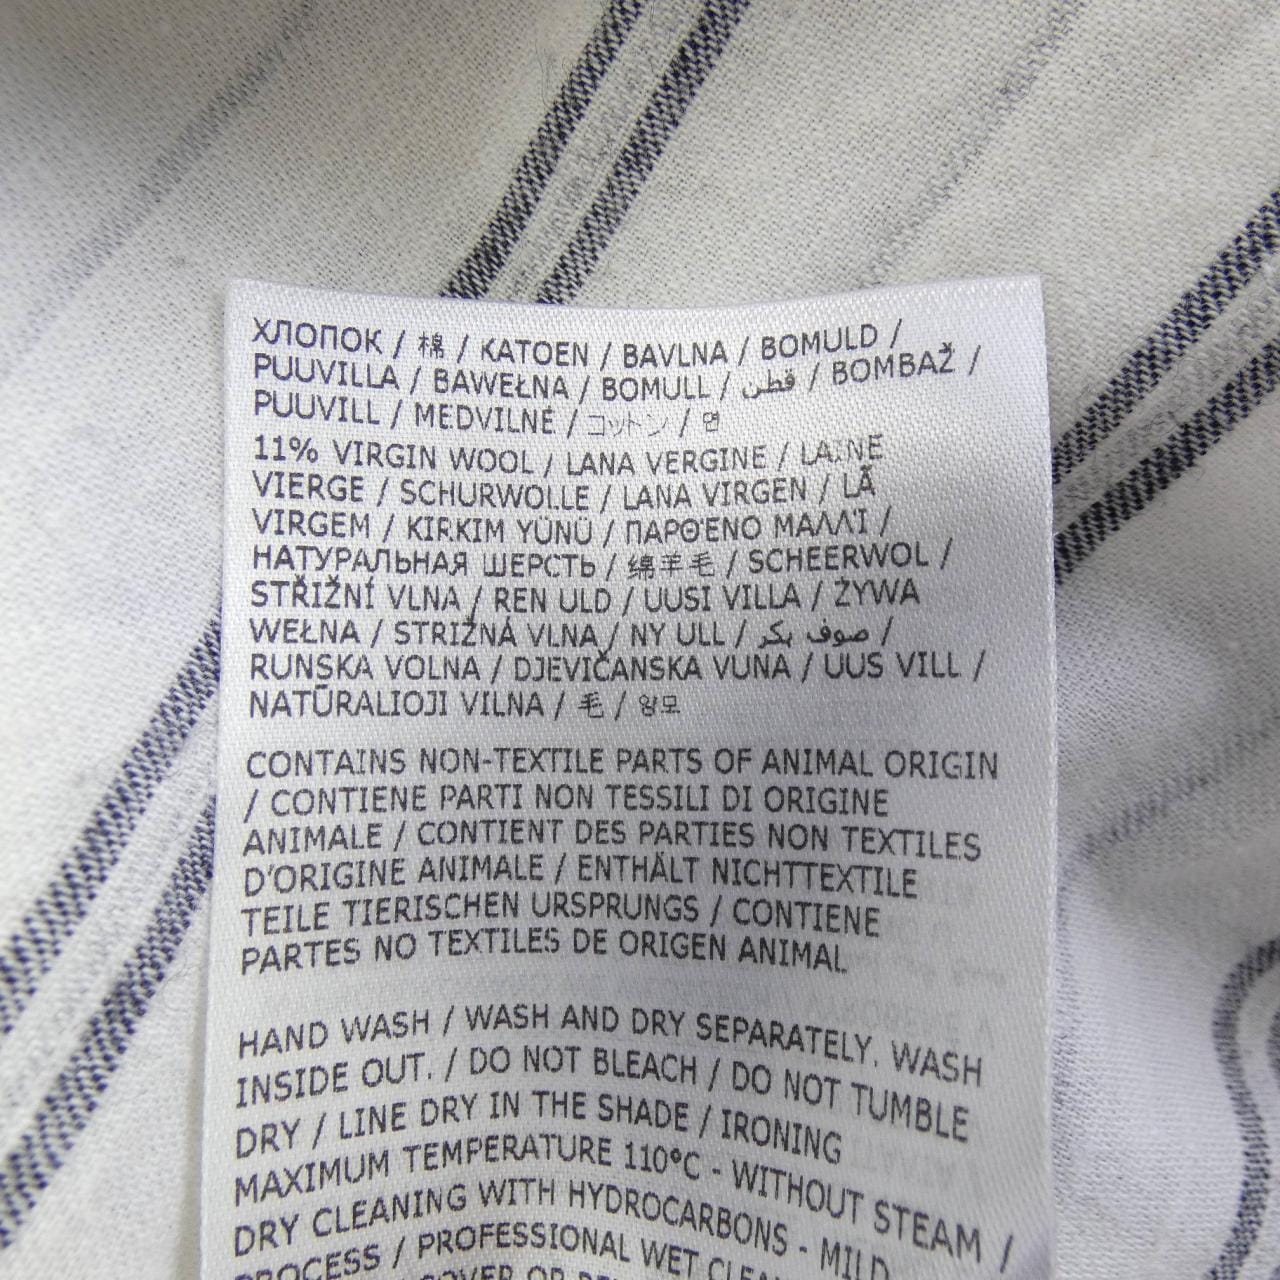 ХЛОПОК / 棉 / KATOEN / BAVLNA / BOMULD /
PUUVILLA / BAWEŁNA / BOMULL / قطن / BOMBAŽ /
PUUVILL / MEDVILNĖ / コットン / 면
11% VIRGIN WOOL / LANA VERGINE / LAINE
VIERGE / SCHURWOLLE / LANA VIRGEN / LÃ
VIRGEM / KIRKIM YÜNÜ / ΠΑΡΘΈΝΟ ΜΑΛΛΊ /
НАТУРАЛЬНАЯ ШЕРСТЬ / 绵羊毛 / SCHEERWOL /
STŘIŽNÍ VLNA / REN ULD / UUSI VILLA / ŻYWA
WEŁNA / STRIŽNÁ VLNA / NY ULL / صوف بكر /
RUNSKA VOLNA / DJEVIČANSKA VUNA / UUS VILL /
NATŪRALIOJI VILNA / 毛 / 양모
CONTAINS NON-TEXTILE PARTS OF ANIMAL ORIGIN
/ CONTIENE PARTI NON TESSILI DI ORIGINE
ANIMALE / CONTIENT DES PARTIES NON TEXTILES
D'ORIGINE ANIMALE / ENTHÄLT NICHTTEXTILE
TEILE TIERISCHEN URSPRUNGS / CONTIENE
PARTES NO TEXTILES DE ORIGEN ANIMAL
HAND WASH / WASH AND DRY SEPARATELY. WASH
INSIDE OUT. / DO NOT BLEACH / DO NOT TUMBLE
DRY / LINE DRY IN THE SHADE / IRONING
MAXIMUM TEMPERATURE 110°C - WITHOUT STEAM /
DRY CLEANING WITH HYDROCARBONS - MILD
PROCESS / PROFESSIONAL WET
OVER OR